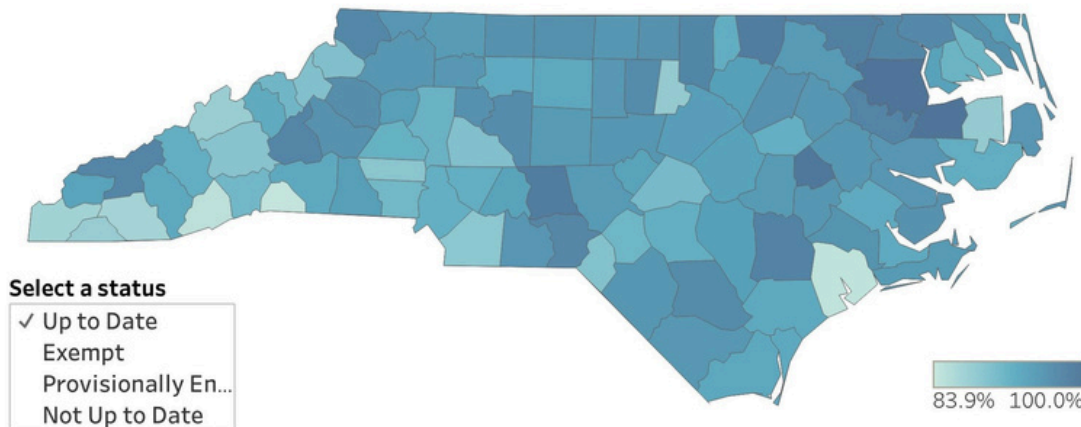 Select a status
✓ Up to Date
Exempt
Provisionally En...
Not Up to Date
83.9% 100.0%